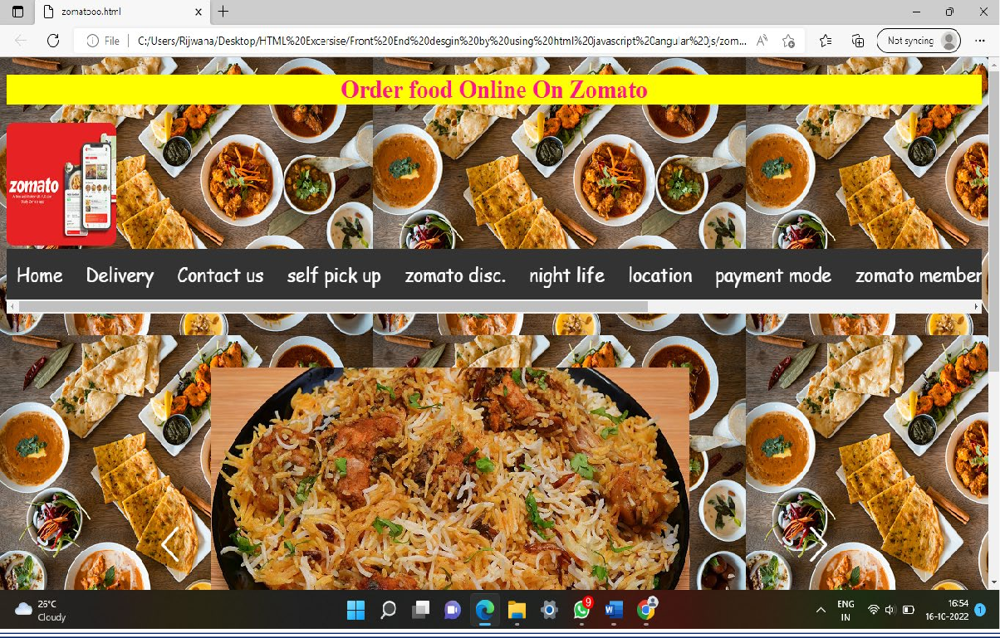 zomatooo.html
File
C:/Users/Rijwana/Desktop/HTML%20Excersise/Front%20End%20desgin%20by%20using%20html%20javascript%20angular%20js/zom...
Not syncing
Order food Online On Zomato
zomato
Home Delivery Contact us self pick up zomato disc. night life location payment mode zomato member
26°C
Cloudy
9
ENG
IN
16:54
16-10-2022
1